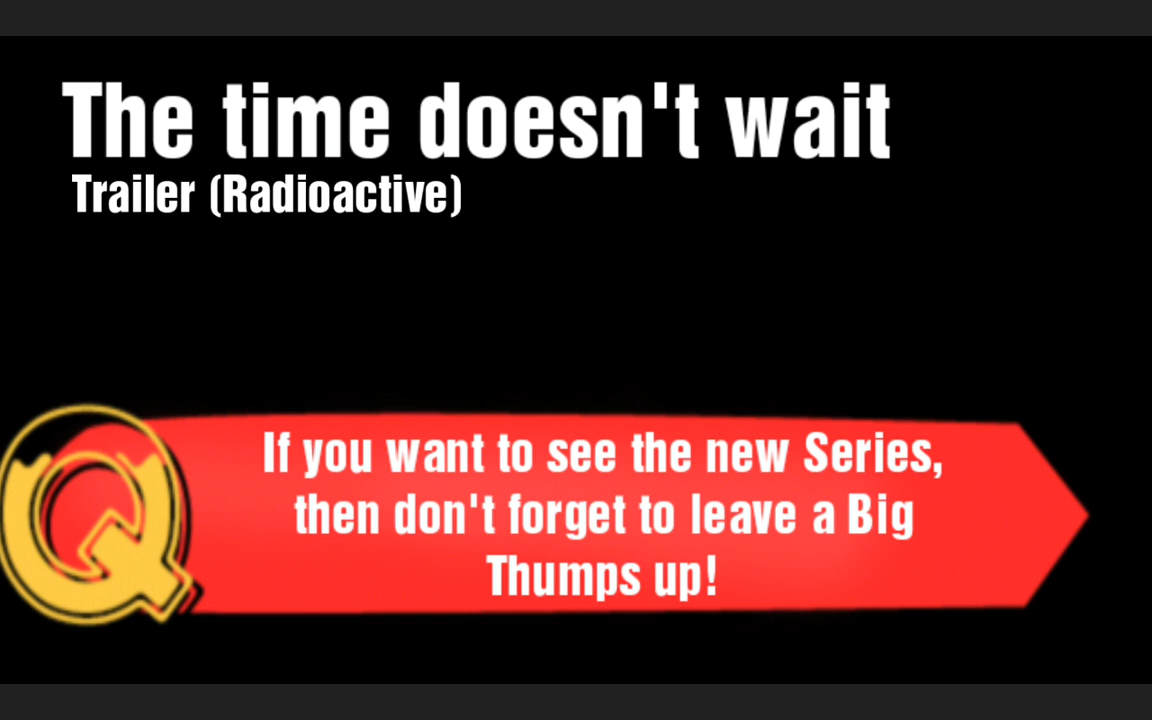 The time doesn't wait
Trailer (Radioactive)
Q
If you want to see the new Series,
then don't forget to leave a Big
Thumps up!